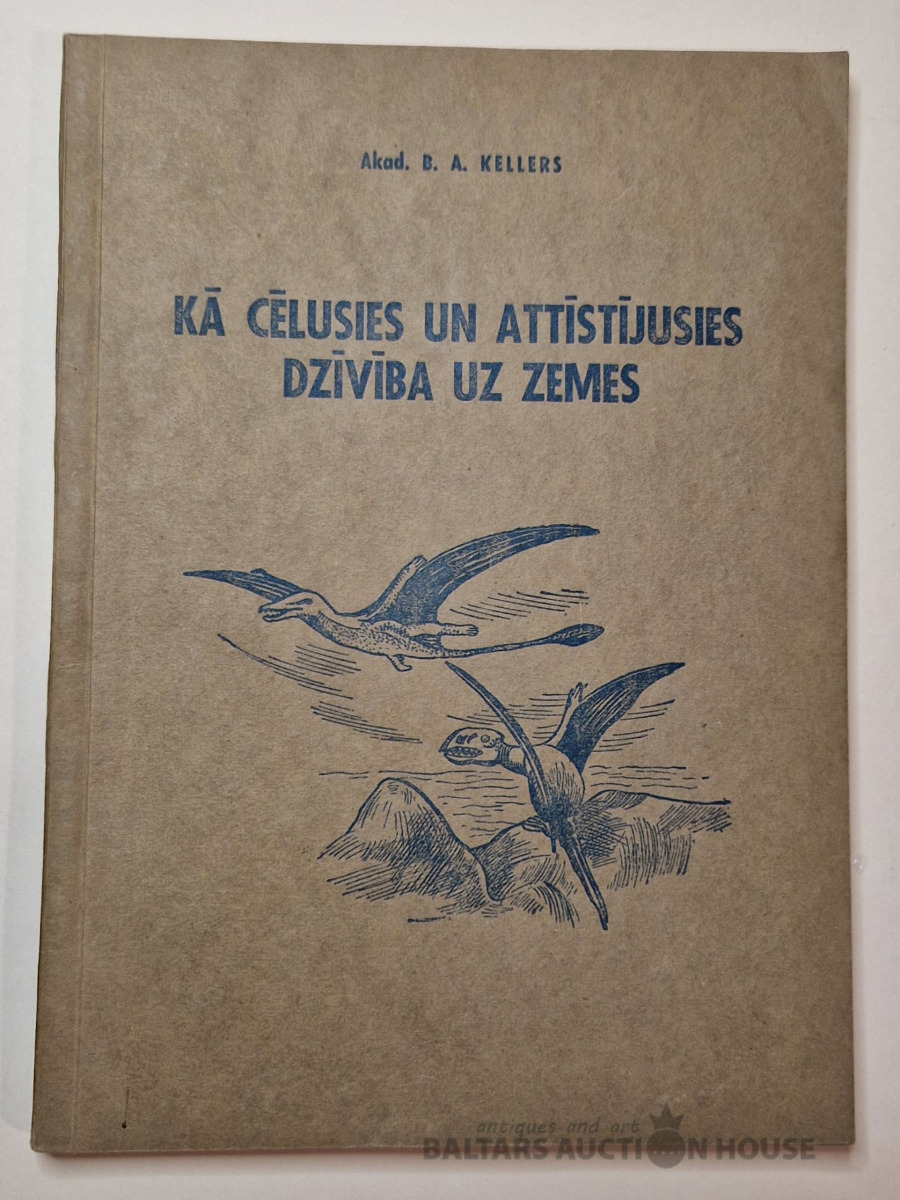 Akad. B. A. KELLERS
KĀ CĒLUSIES UN ATTĪSTĪJUSIES
DZĪVĪBA UZ ZEMES
antiques and art
BALTARS AUCTION HOUSE